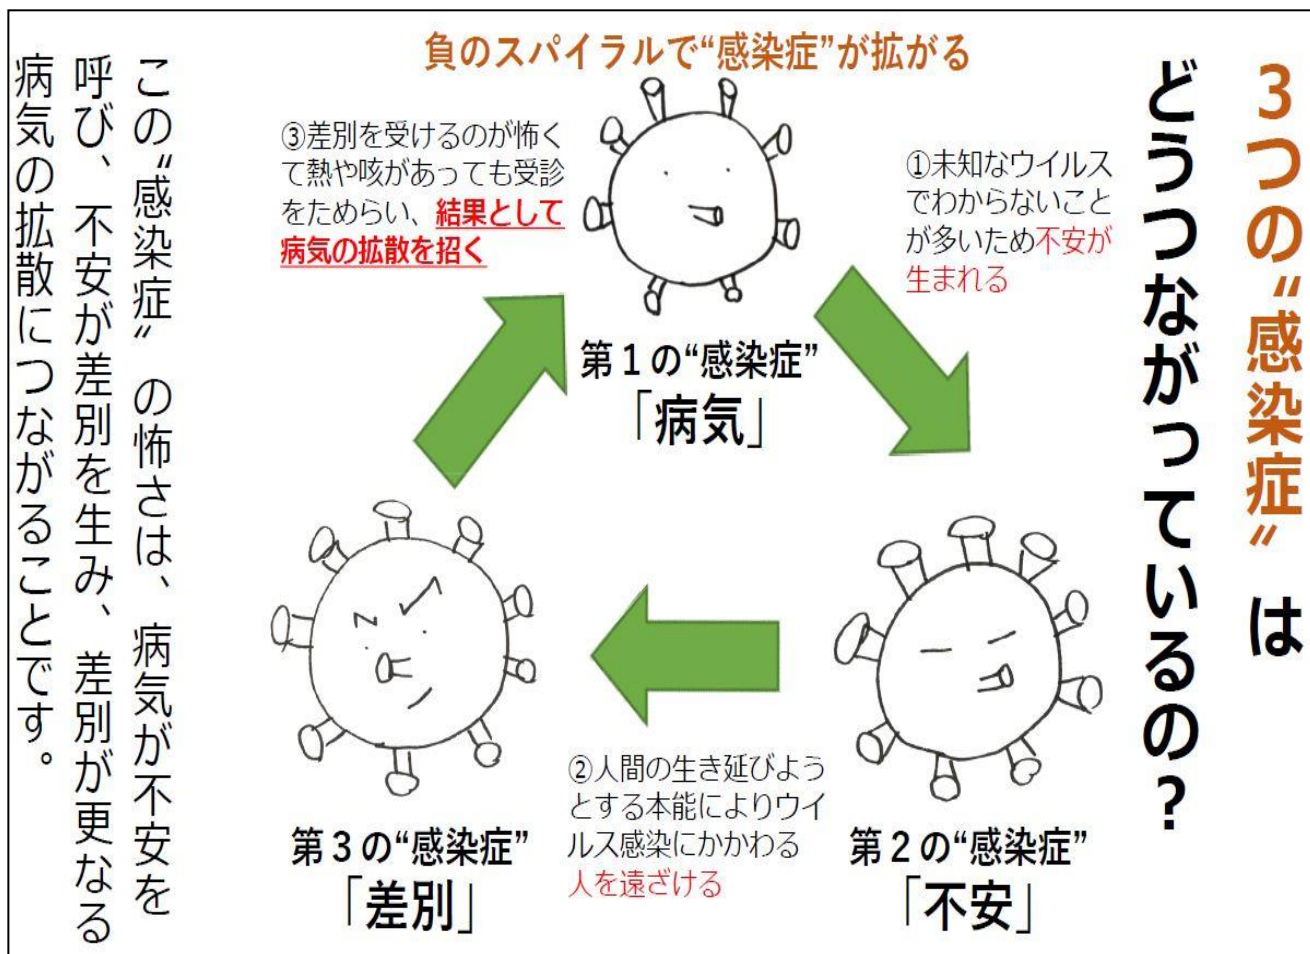 3つの“感染症”は
どうつながっているの?
負のスパイラルで“感染症”が拡がる
①未知なウイルス
でわからないこと
が多いため不安が
生まれる
第1の“感染症”
「病気」
第2の“感染症”
「不安」
②人間の生き延びよう
とする本能によりウイ
ルス感染にかかわる
人を遠ざける
第3の“感染症”
「差別」
③差別を受けるのが怖く
て熱や咳があっても受診
をためらい、結果として
病気の拡散を招く
この“感染症”の怖さは、病気が不安を
呼び、不安が差別を生み、差別が更なる
病気の拡散につながることです。